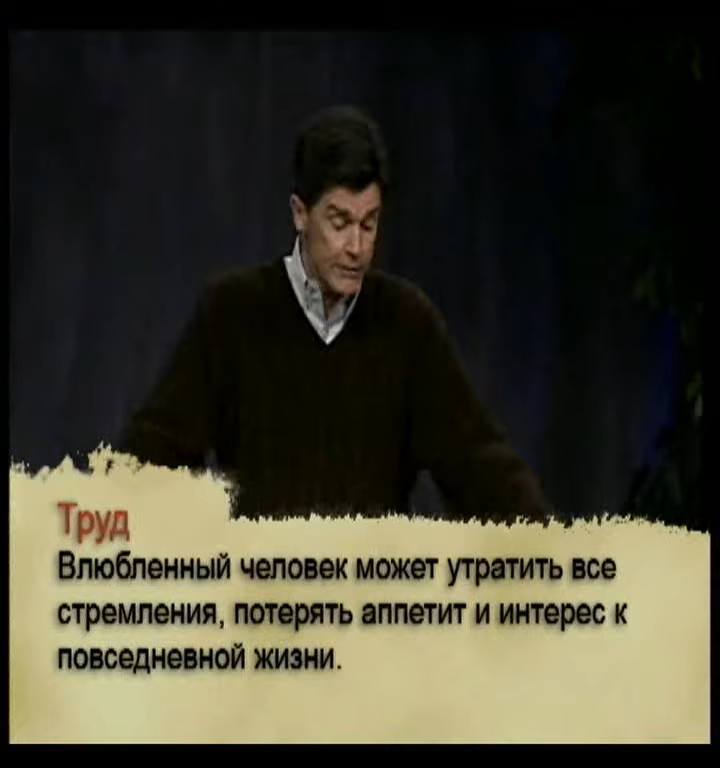 Труд
Влюбленный человек может утратить все
стремления, потерять аппетит и интерес к
повседневной жизни.